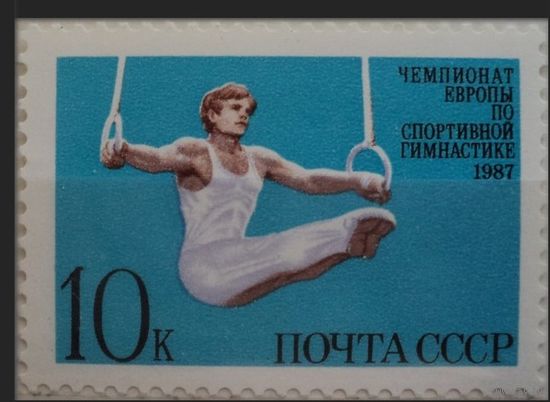 ЧЕМПИОНАТ
ЕВРОПЫ
ПО
СПОРТИВНОЙ
ГИМНАСТИКЕ
1987
10к
ПОЧТА СССР